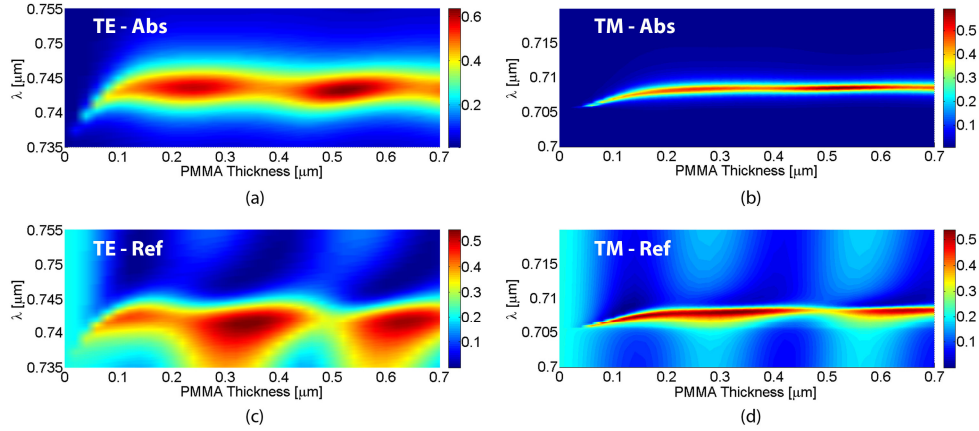 TE - Abs
λ [μm]
0.755
0.75
0.745
0.74
0.735
0 0.1 0.2 0.3 0.4 0.5 0.6 0.7
PMMA Thickness [μm]
0.6
0.4
0.2
(a)
TM - Abs
λ [μm]
0.715
0.71
0.705
0.7
0 0.1 0.2 0.3 0.4 0.5 0.6 0.7
PMMA Thickness [μm]
0.5
0.4
0.3
0.2
0.1
(b)
TE - Ref
λ [μm]
0.755
0.75
0.745
0.74
0.735
0 0.1 0.2 0.3 0.4 0.5 0.6 0.7
PMMA Thickness [μm]
0.5
0.4
0.3
0.2
0.1
(c)
TM - Ref
λ [μm]
0.715
0.71
0.705
0.7
0 0.1 0.2 0.3 0.4 0.5 0.6 0.7
PMMA Thickness [μm]
0.5
0.4
0.3
0.2
0.1
(d)